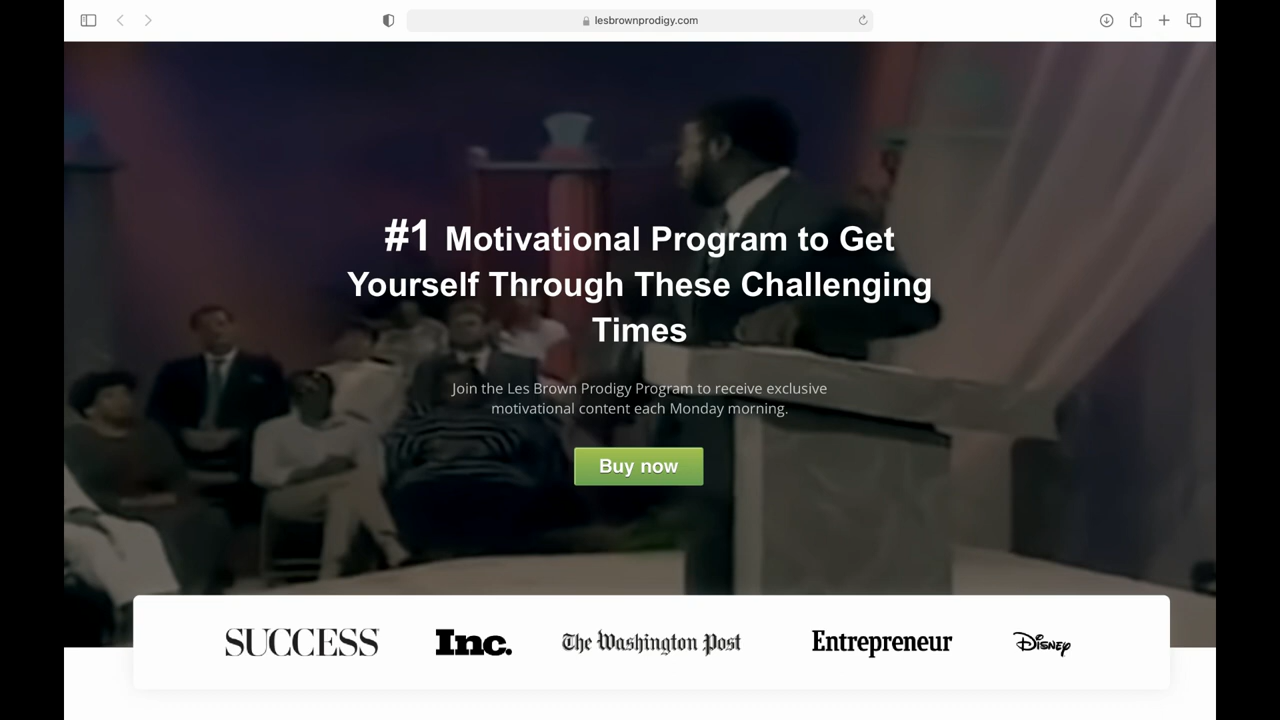 lesbrownprodigy.com
#1 Motivational Program to Get
Yourself Through These Challenging
Times
Join the Les Brown Prodigy Program to receive exclusive
motivational content each Monday morning.
Buy now
SUCCESS Inc. The Washington Post Entrepreneur Disney